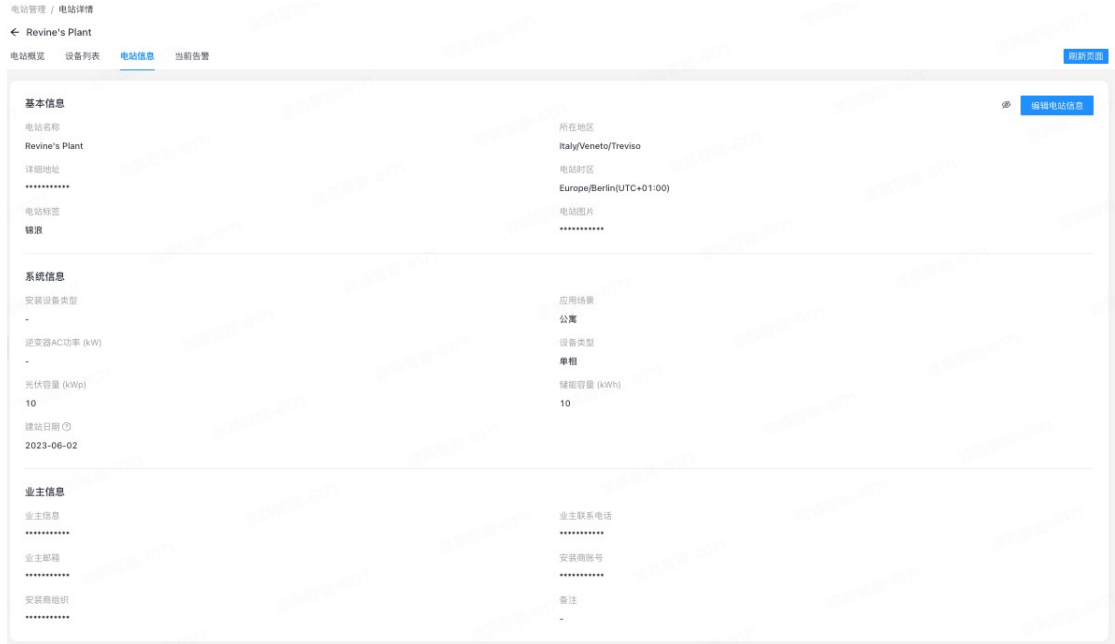 电站管理 / 电站详情
← Revine's Plant
电站概览 设备列表 电站信息 当前告警 刷新页面
基本信息 编辑电站信息
电站名称 所在地区
Revine's Plant Italy/Veneto/Treviso
详细地址 电站时区
*********** Europe/Berlin(UTC+01:00)
电站标签 电站图片
锦浪 ***********
系统信息
安装设备类型 应用场景
- 公寓
逆变器AC功率 (kW) 设备类型
- 单相
光伏容量 (kWp) 储能容量 (kWh)
10 10
建站日期
2023-06-02
业主信息
业主信息 业主联系电话
*********** ***********
业主邮箱 安装商账号
*********** ***********
安装商组织 备注
*********** -